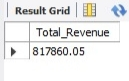 Result Grid
Total_Revenue
817860.05